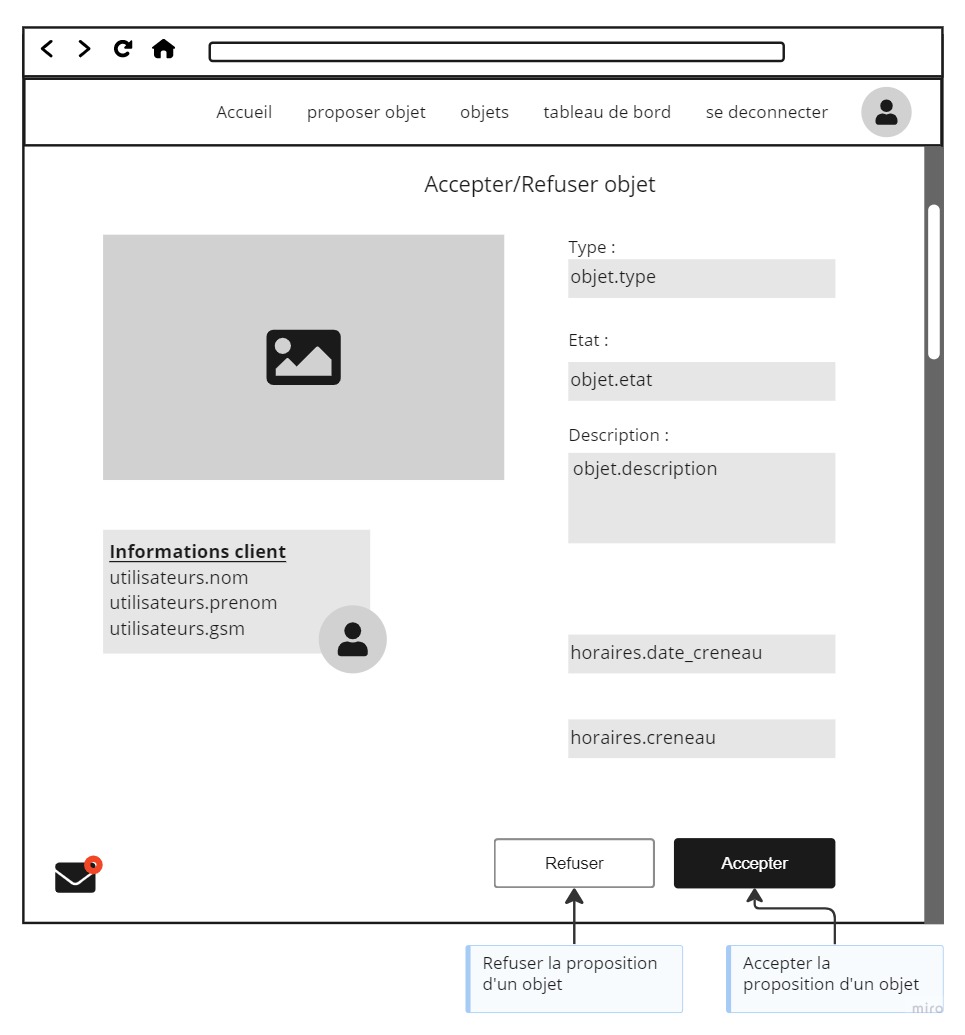 Accueil proposer objet objets tableau de bord se deconnecter
Accepter/Refuser objet
Type :
objet.type
Etat :
objet.etat
Description :
objet.description
Informations client
utilisateurs.nom
utilisateurs.prenom
utilisateurs.gsm
horaires.date_creneau
horaires.creneau
Refuser
Accepter
Refuser la proposition
d'un objet
Accepter la
proposition d'un objet
miro